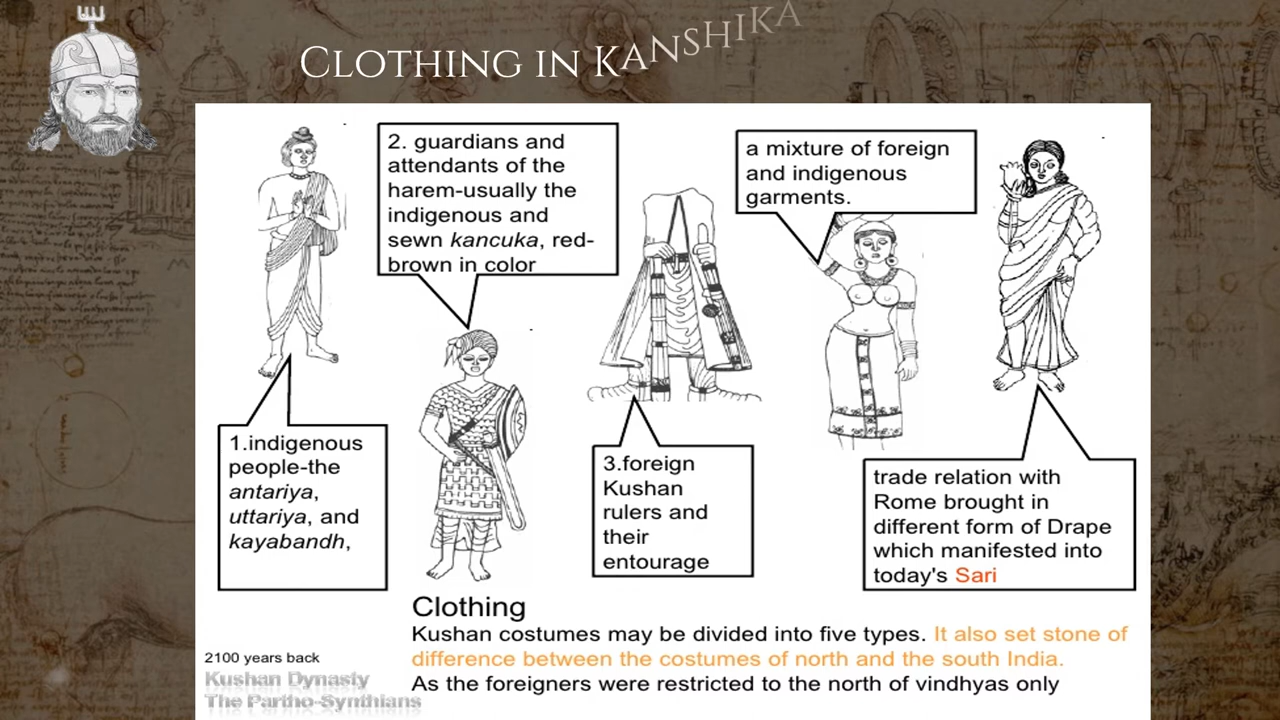 CLOTHING IN KANSHIKA
2. guardians and
attendants of the
harem-usually the
indigenous and
sewn kancuka, red-
brown in color
a mixture of foreign
and indigenous
garments.
1.indigenous
people-the
antariya,
uttariya, and
kayabandh,
3.foreign
Kushan
rulers and
their
entourage
trade relation with
Rome brought in
different form of Drape
which manifested into
today's Sari
Clothing
Kushan costumes may be divided into five types. It also set stone of
difference between the costumes of north and the south India.
As the foreigners were restricted to the north of vindhyas only
2100 years back
Kushan Dynasty
The Partho-Synthians